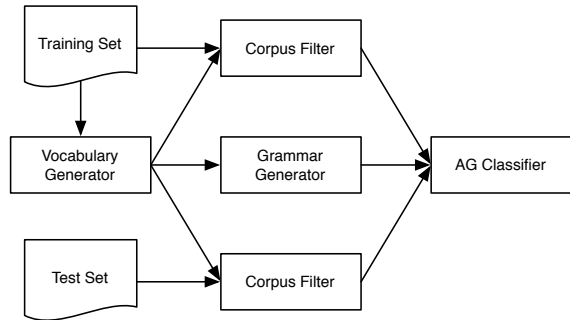 Training Set
Corpus Filter
Vocabulary
Generator
Grammar
Generator
AG Classifier
Test Set
Corpus Filter